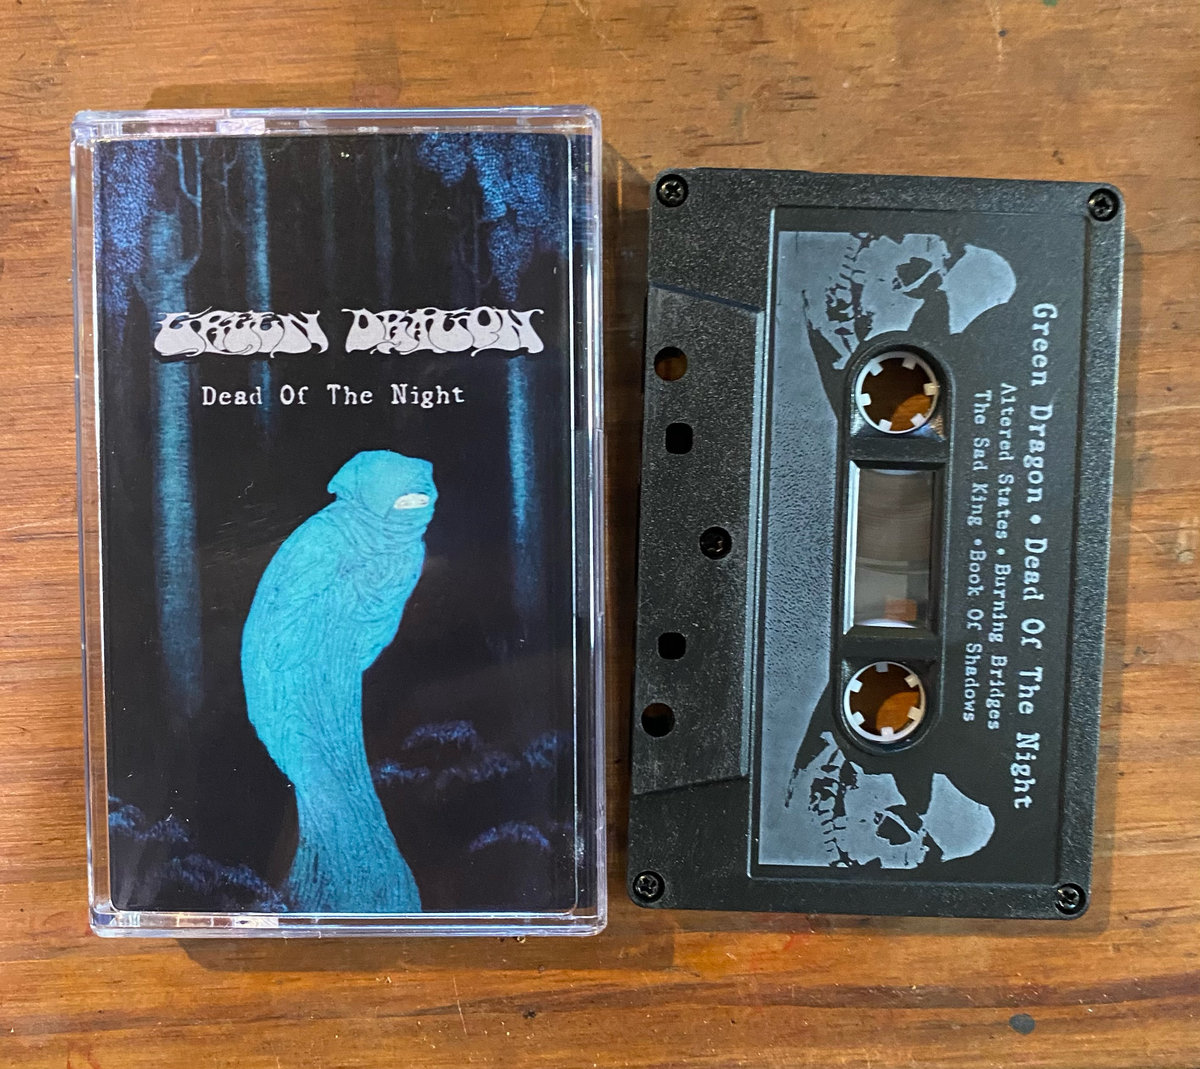 GREEN DRAGON
Dead Of The Night
Green Dragon • Dead Of The Night
Altered States • Burning Bridges
The Sad King • Book Of Shadows